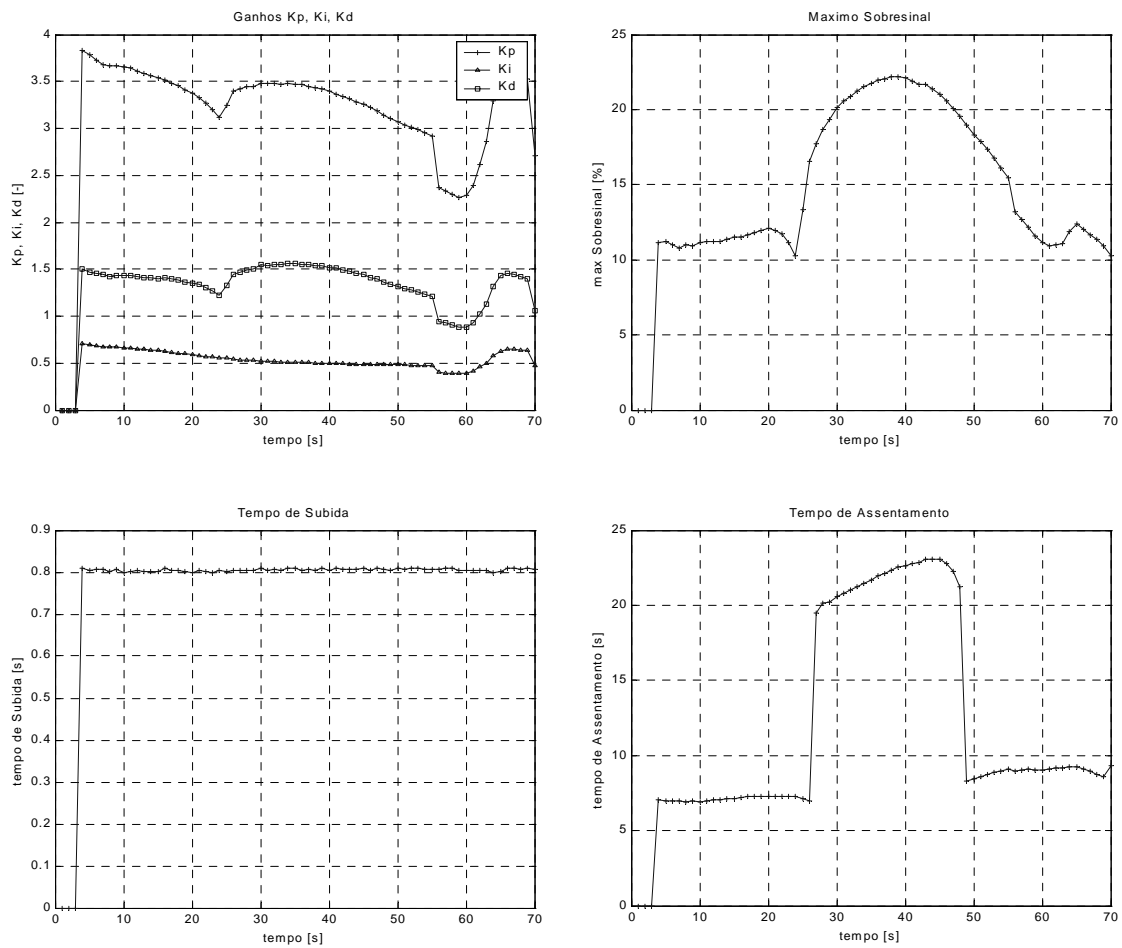 Ganhos Kp, Ki, Kd
4
3.5
3
2.5
2
1.5
1
0.5
0
Kp, Ki, Kd [-]
Kp
Ki
Kd
0 10 20 30 40 50 60 70
tempo [s]
Maximo Sobresinal
25
20
15
10
5
0
max Sobresinal [%]
0 10 20 30 40 50 60 70
tempo [s]
Tempo de Subida
0.9
0.8
0.7
0.6
0.5
0.4
0.3
0.2
0.1
0
tempo de Subida [s]
0 10 20 30 40 50 60 70
tempo [s]
Tempo de Assentamento
25
20
15
10
5
0
tempo de Assentamento [s]
0 10 20 30 40 50 60 70
tempo [s]